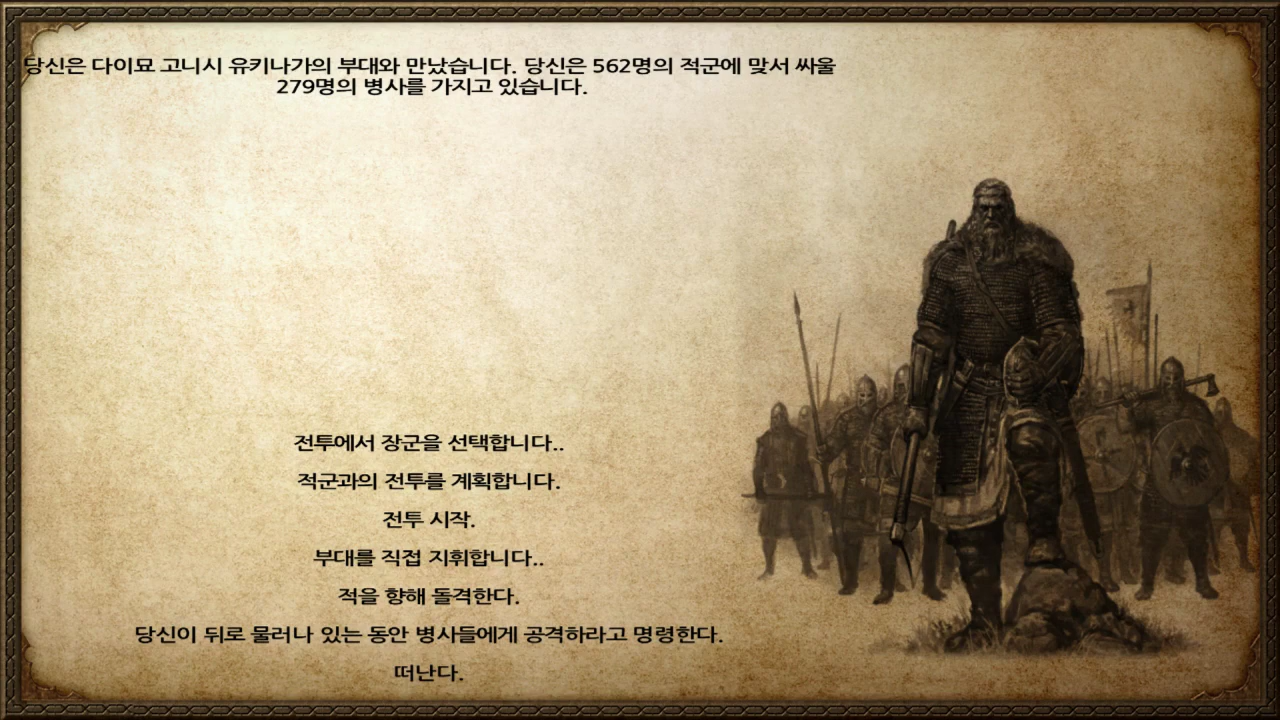 당신은 다이묘 고니시 유키나가의 부대와 만났습니다. 당신은 562명의 적군에 맞서 싸울
279명의 병사를 가지고 있습니다.
전투에서 장군을 선택합니다..
적군과의 전투를 계획합니다.
전투 시작.
부대를 직접 지휘합니다..
적을 향해 돌격한다.
당신이 뒤로 물러나 있는 동안 병사들에게 공격하라고 명령한다.
떠난다.